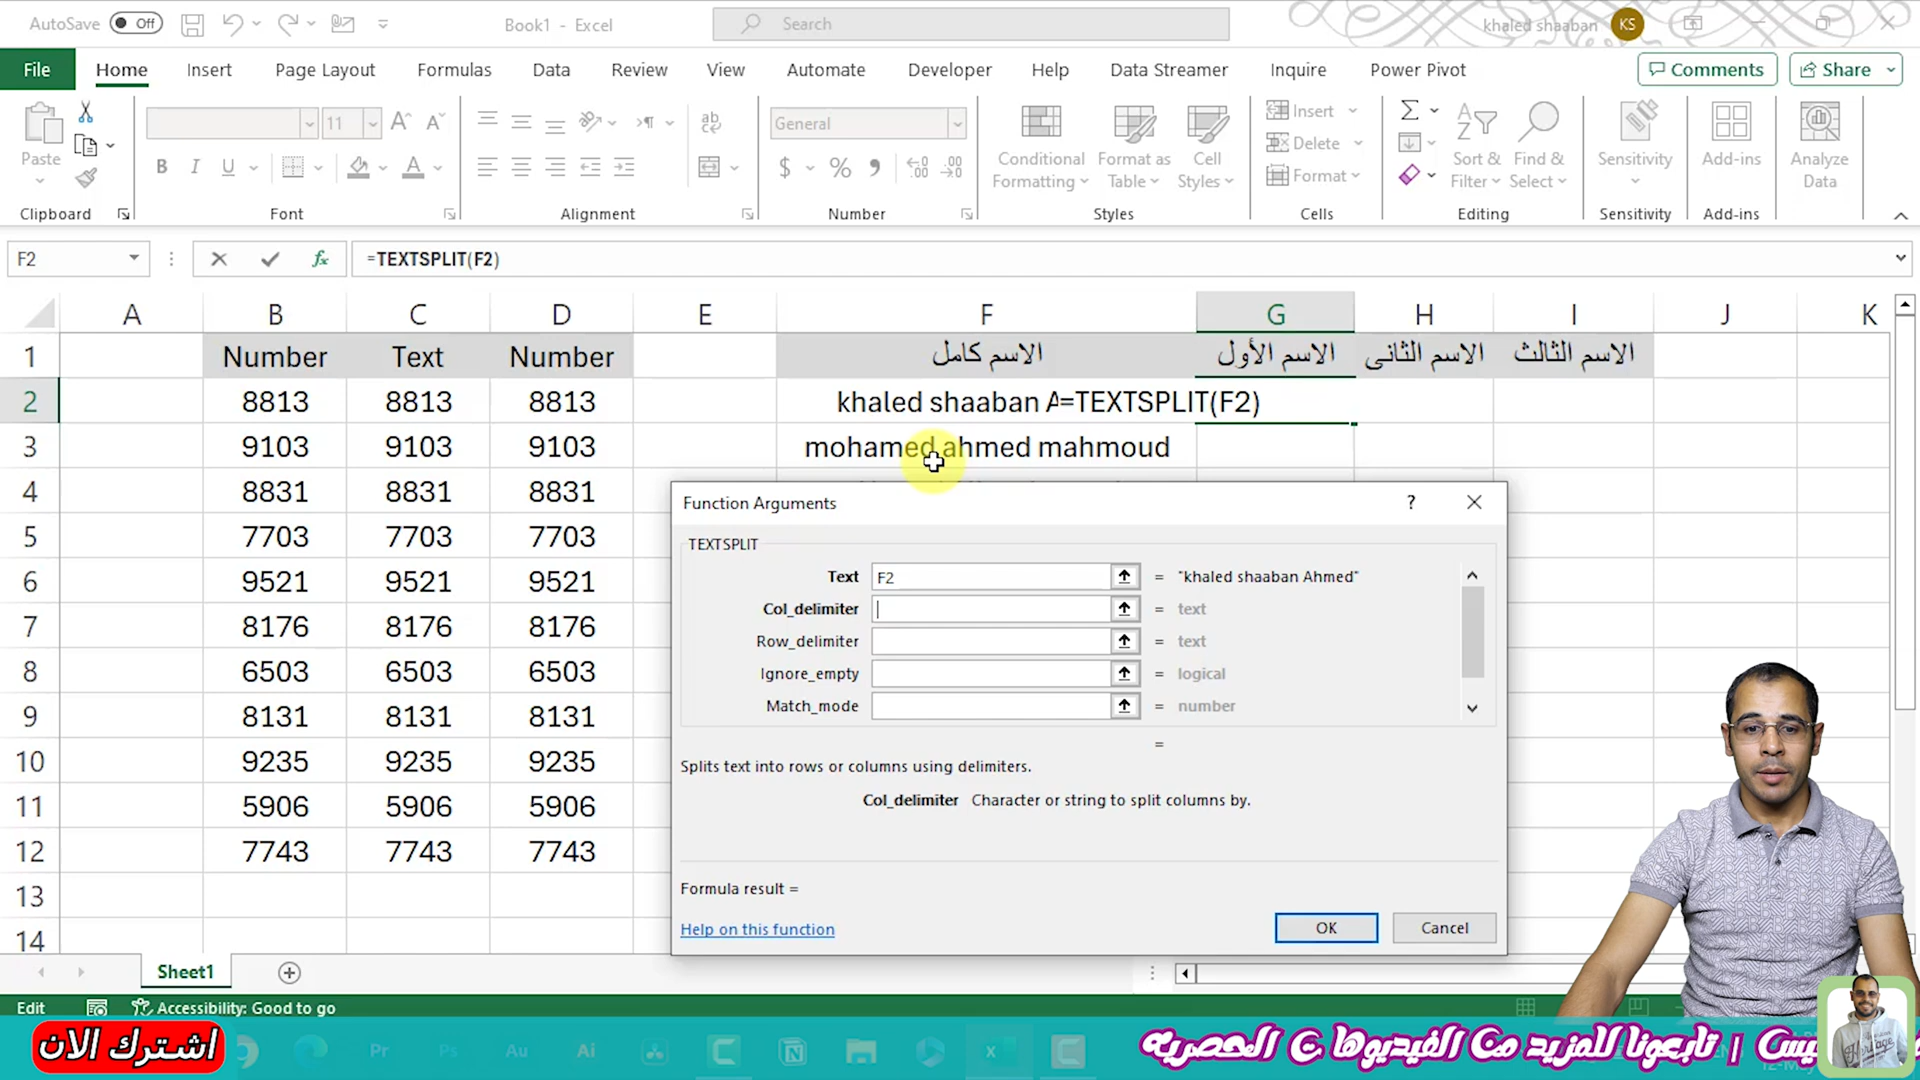 AutoSave Off Book1 - Excel Search khaled shaaban KS
File Home Insert Page Layout Formulas Data Review View Automate Developer Help Data Streamer Inquire Power Pivot Comments Share
Paste 11 General Conditional Formatting Format as Table Cell Styles Insert Delete Format Sort & Filter Find & Select Sensitivity Add-ins Analyze Data
Clipboard Font Alignment Number Styles Cells Editing Sensitivity Add-ins
F2 =TEXTSPLIT(F2)
A B C D E F G H I J K
1 Number Text Number الاسم كامل الاسم الأول الاسم الثانى الاسم الثالث
2 8813 8813 8813 khaled shaaban A=TEXTSPLIT(F2)
3 9103 9103 9103 mohamed ahmed mahmoud
4 8831 8831 8831
5 7703 7703 7703
6 9521 9521 9521
7 8176 8176 8176
8 6503 6503 6503
9 8131 8131 8131
10 9235 9235 9235
11 5906 5906 5906
12 7743 7743 7743
13
14
Function Arguments ?
TEXTSPLIT
Text F2 = "khaled shaaban Ahmed"
Col_delimiter = text
Row_delimiter = text
Ignore_empty = logical
Match_mode = number
=
Splits text into rows or columns using delimiters.
Col_delimiter Character or string to split columns by.
Formula result =
Help on this function OK Cancel
Sheet1
Edit Accessibility: Good to go
اشترك الان
Pr Ps Au Ai
تابعونا للمزيد من الفيديوها ت الحصريه